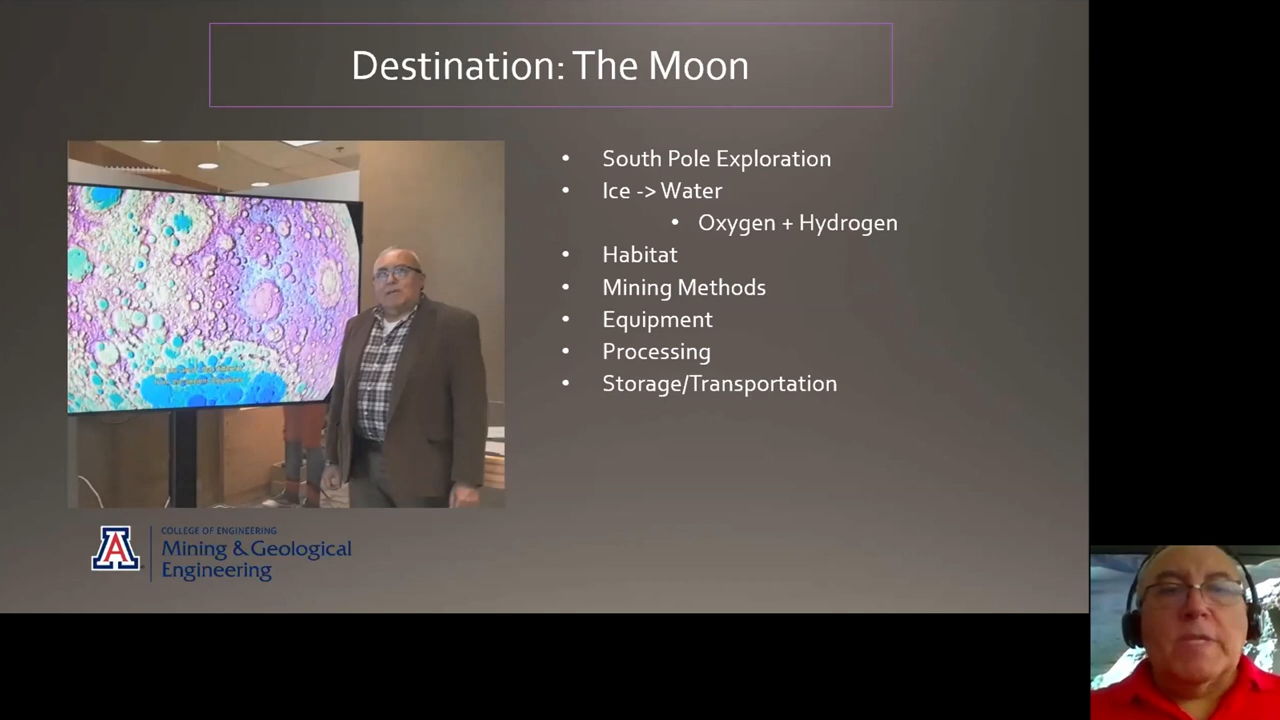 Destination: The Moon
• South Pole Exploration
• Ice -> Water
• Oxygen + Hydrogen
• Habitat
• Mining Methods
• Equipment
• Processing
• Storage/Transportation
A
COLLEGE OF ENGINEERING
Mining & Geological
Engineering